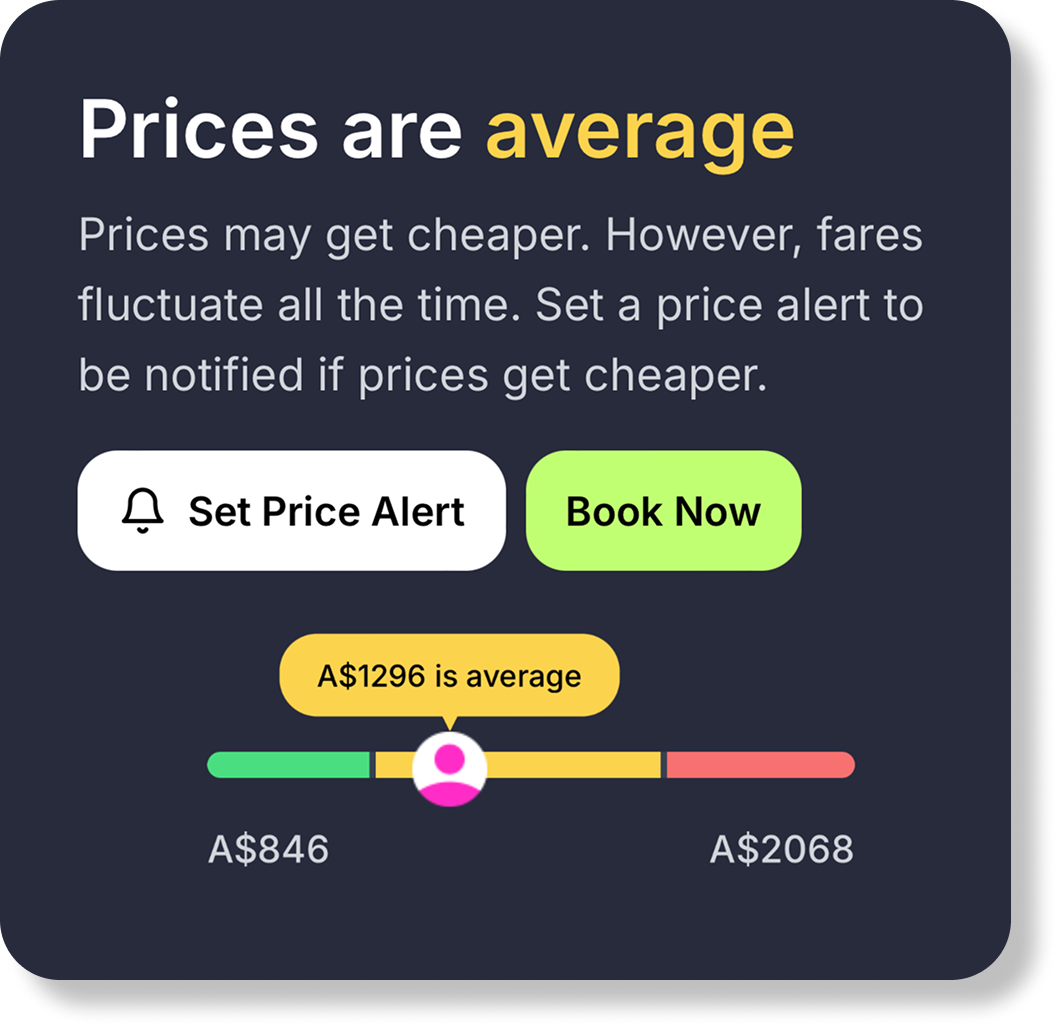 Prices are average
Prices may get cheaper. However, fares
fluctuate all the time. Set a price alert to
be notified if prices get cheaper.
Set Price Alert
Book Now
A$1296 is average
A$846
A$2068